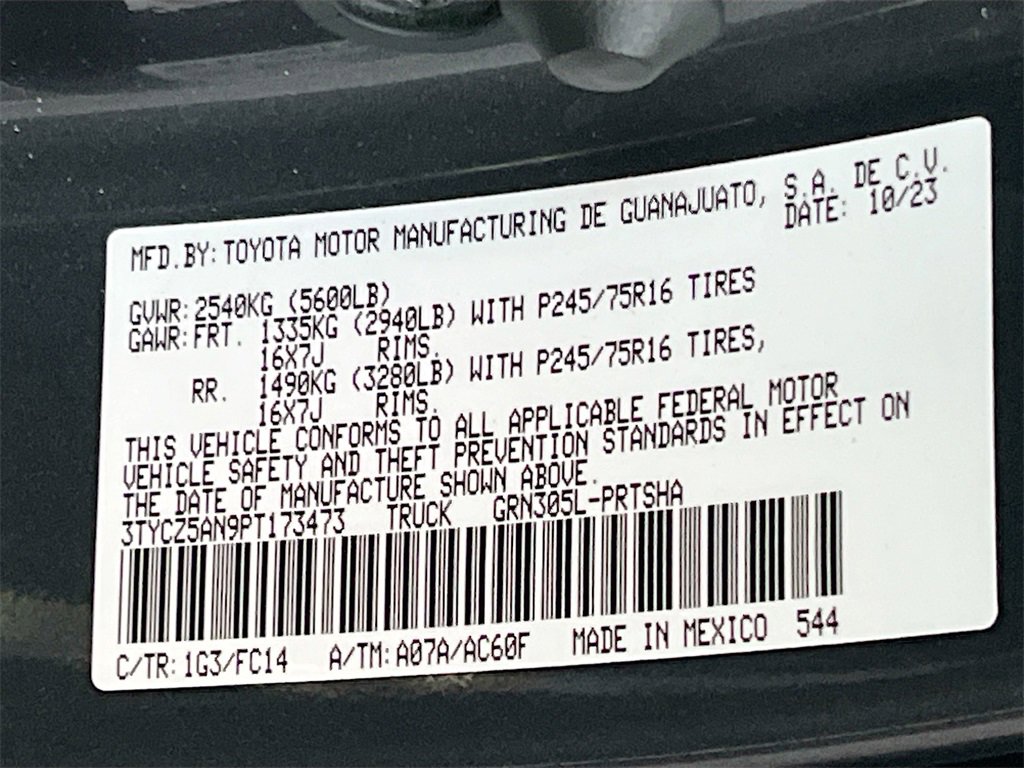 MFD.BY: TOYOTA MOTOR MANUFACTURING DE GUANAJUATO, S.A. DE C.V.
DATE: 10/23
GVWR: 2540KG (5600LB)
GAWR: FRT. 1335KG (2940LB) WITH P245/75R16 TIRES
16X7J RIMS.
RR. 1490KG (3280LB) WITH P245/75R16 TIRES,
16X7J RIMS.
THIS VEHICLE CONFORMS TO ALL APPLICABLE FEDERAL MOTOR
VEHICLE SAFETY AND THEFT PREVENTION STANDARDS IN EFFECT ON
THE DATE OF MANUFACTURE SHOWN ABOVE.
3TYCZ5AN9PT173473 TRUCK GRN305L-PRTSHA
C/TR: 1G3/FC14 A/TM: A07A/AC60F MADE IN MEXICO 544